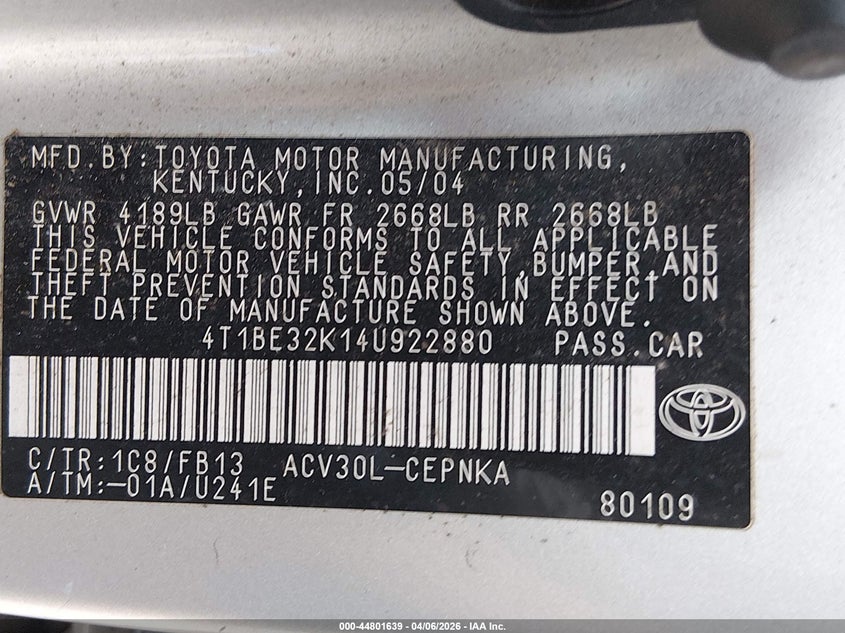 MFD.BY:TOYOTA MOTOR MANUFACTURING,
KENTUCKY,INC.05/04
GVWR 4189LB GAWR FR 2668LB RR 2668LB
THIS VEHICLE CONFORMS TO ALL APPLICABLE
FEDERAL MOTOR VEHICLE SAFETY,BUMPER,AND
THEFT PREVENTION STANDARDS IN EFFECT ON
THE DATE OF MANUFACTURE SHOWN ABOVE.
4T1BE32K14U922880 PASS.CAR
C/TR:1C8/FB13 ACV30L-CEPNKA
A/TM:-01A/U241E 80109
000-44801639 - 04/06/2026 - IAA Inc.